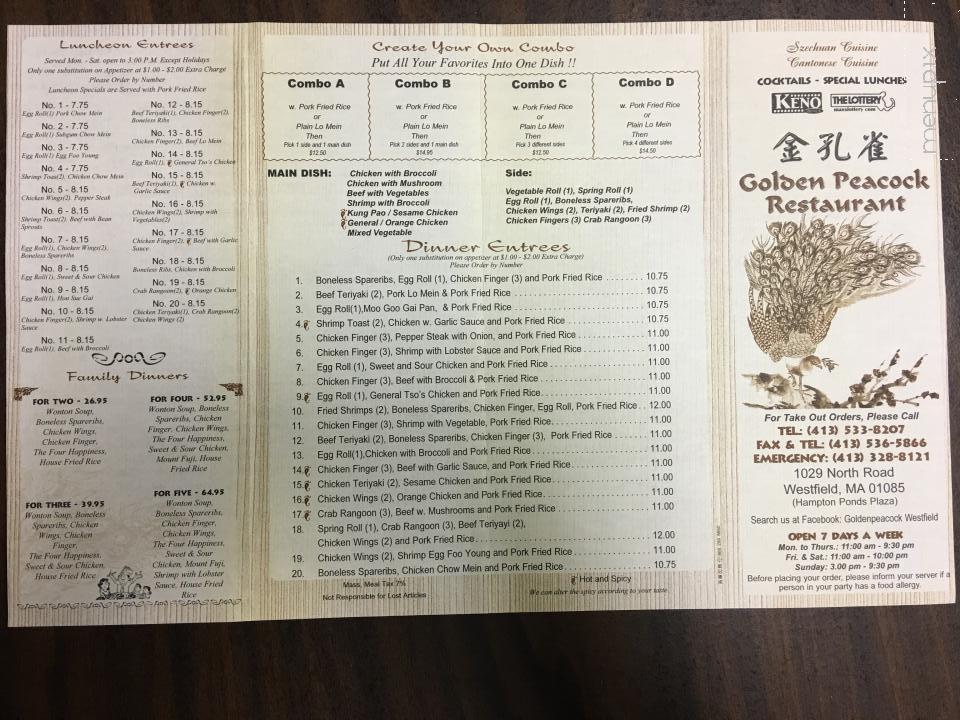 Luncheon Entrees
Served Mon. - Sat. open to 3:00 P.M. Except Holidays
Only one substitution on Appetizer at $1.00 - $2.00 Extra Charge
Please Order by Number
Luncheon Specials are Served with Pork Fried Rice
No. 1 - 7.75
Egg Roll(1) Pork Chow Mein
No. 2 - 7.75
Egg Roll(1) Subgum Chow Mein
No. 3 - 7.75
Egg Roll(1) Egg Foo Young
No. 4 - 7.75
Shrimp Toast(2), Chicken Chow Mein
No. 5 - 8.15
Chicken Wings(2). Pepper Steak
No. 6 - 8.15
Shrimp Toast(2), Beef with Bean
Sprouts
No. 7 - 8.15
Egg Roll(1), Chicken Wings(2),
Boneless Spareribs
No. 8 - 8.15
Egg Roll(1), Sweet & Sour Chicken
No. 9 - 8.15
Egg Roll(1), Hon Sue Gai
No. 10 - 8.15
Chicken Finger(2), Shrimp w. Lobster
Sauce
No. 11 - 8.15
Egg Roll(1), Beef with Broccoli
No. 12 - 8.15
Beef Teriyaki(1), Chicken Finger(2),
Boneless Ribs
No. 13 - 8.15
Chicken Finger(2), Beef Lo Mein
No. 14 - 8.15
Egg Roll(1), General Tso's Chicken
No. 15 - 8.15
Beef Teriyaki(1), Chicken w.
Garlic Sauce
No. 16 - 8.15
Chicken Wings(2), Shrimp with
Vegetables(2)
No. 17 - 8.15
Chicken Finger(2), Beef with Garlic
Sauce
No. 18 - 8.15
Boneless Ribs, Chicken with Broccoli
No. 19 - 8.15
Crab Rangoon(2), Orange Chicken
No. 20 - 8.15
Chicken Teriyaki(1), Crab Rangoon(2)
Chicken Wings (2)
Family Dinners
FOR TWO - 26.95
Wonton Soup,
Boneless Spareribs,
Chicken Wings,
Chicken Finger,
The Four Happiness,
House Fried Rice
FOR THREE - 39.95
Wonton Soup, Boneless
Spareribs, Chicken
Wings, Chicken
Finger,
The Four Happiness,
Sweet & Sour Chicken,
House Fried Rice
FOR FOUR - 52.95
Wonton Soup, Boneless
Spareribs, Chicken
Finger, Chicken Wings,
The Four Happiness,
Sweet & Sour Chicken,
Mount Fuji, House
Fried Rice
FOR FIVE - 64.95
Wonton Soup,
Boneless Spareribs,
Chicken Finger,
Chicken Wings,
The Four Happiness,
Sweet & Sour
Chicken, Mount Fuji,
Shrimp with Lobster
Sauce, House Fried
Rice
Create Your Own Combo
Put All Your Favorites Into One Dish !!
Combo A
w. Pork Fried Rice
or
Plain Lo Mein
Then
Pick 1 side and 1 main dish
$12.50
Combo B
w. Pork Fried Rice
or
Plain Lo Mein
Then
Pick 2 sides and 1 main dish
$14.95
Combo C
w. Pork Fried Rice
or
Plain Lo Mein
Then
Pick 3 different sides
$12.50
Combo D
w. Pork Fried Rice
or
Plain Lo Mein
Then
Pick 4 different sides
$14.50
MAIN DISH:
Chicken with Broccoli
Chicken with Mushroom
Beef with Vegetables
Shrimp with Broccoli
Kung Pao / Sesame Chicken
General / Orange Chicken
Mixed Vegetable
Side:
Vegetable Roll (1), Spring Roll (1)
Egg Roll (1), Boneless Spareribs,
Chicken Wings (2), Teriyaki (2), Fried Shrimp (2)
Chicken Fingers (3) Crab Rangoon (3)
Dinner Entrees
(Only one substitution on appetizer at $1.00 - $2.00 Extra Charge)
Please Order by Number
1. Boneless Spareribs, Egg Roll (1), Chicken Finger (3) and Pork Fried Rice ........ 10.75
2. Beef Teriyaki (2), Pork Lo Mein & Pork Fried Rice ........ 10.75
3. Egg Roll(1),Moo Goo Gai Pan, & Pork Fried Rice ........ 10.75
4. Shrimp Toast (2), Chicken w. Garlic Sauce and Pork Fried Rice ........ 10.75
5. Chicken Finger (3), Pepper Steak with Onion, and Pork Fried Rice ........ 11.00
6. Chicken Finger (3), Shrimp with Lobster Sauce and Pork Fried Rice ........ 11.00
7. Egg Roll (1), Sweet and Sour Chicken and Pork Fried Rice ........ 11.00
8. Chicken Finger (3), Beef with Broccoli & Pork Fried Rice ........ 11.00
9. Egg Roll (1), General Tso's Chicken and Pork Fried Rice ........ 11.00
10. Fried Shrimps (2), Boneless Spareribs, Chicken Finger, Egg Roll, Pork Fried Rice .. 12.00
11. Chicken Finger (3), Shrimp with Vegetable, Pork Fried Rice ........ 11.00
12. Beef Teriyaki (2), Boneless Spareribs, Chicken Finger (3), Pork Fried Rice ........ 11.00
13. Egg Roll(1),Chicken with Broccoli and Pork Fried Rice ........ 11.00
14. Chicken Finger (3), Beef with Garlic Sauce, and Pork Fried Rice ........ 11.00
15. Chicken Teriyaki (2), Sesame Chicken and Pork Fried Rice ........ 11.00
16. Chicken Wings (2), Orange Chicken and Pork Fried Rice ........ 11.00
17. Crab Rangoon (3), Beef w. Mushrooms and Pork Fried Rice ........ 11.00
18. Spring Roll (1), Crab Rangoon (3), Beef Teriyayi (2),
Chicken Wings (2) and Pork Fried Rice ........ 12.00
19. Chicken Wings (2), Shrimp Egg Foo Young and Pork Fried Rice ........ 11.00
20. Boneless Spareribs, Chicken Chow Mein and Pork Fried Rice ........ 10.75
Mass. Meal Tax 7%
Not Responsible for Lost Articles
Hot and Spicy
We can alter the spicy according to your taste
Szechuan Cuisine
Cantonese Cuisine
COCKTAILS - SPECIAL LUNCHES
KENO
THE LOTTERY
masslottery.com
金孔雀
Golden Peacock
Restaurant
For Take Out Orders, Please Call
TEL: (413) 533-8207
FAX & TEL: (413) 536-5866
EMERGENCY: (413) 328-8121
1029 North Road
Westfield, MA 01085
(Hampton Ponds Plaza)
Search us at Facebook: Goldenpeacock Westfield
OPEN 7 DAYS A WEEK
Mon. to Thurs.: 11:00 am - 9:30 pm
Fri. & Sat.: 11:00 am - 10:00 pm
Sunday: 3.00 pm - 9:30 pm
Before placing your order, please inform your server if a
person in your party has a food allergy.
menulix